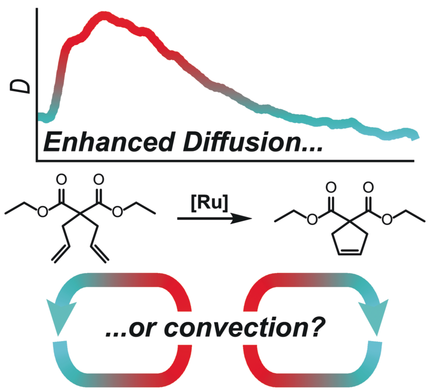 D
Enhanced Diffusion...
O O
O O
[Ru]
O O
O O
...or convection?